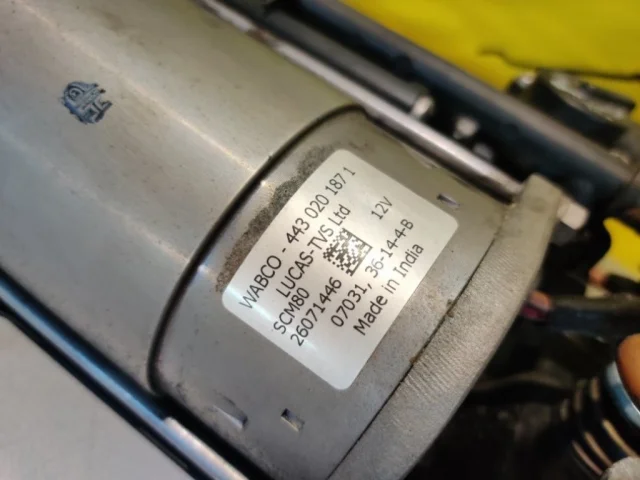 WABCO - 443 020 187 1
LUCAS-TVS Ltd
SCM80 12V
26071446
07031, 36-14-4-B
Made in India